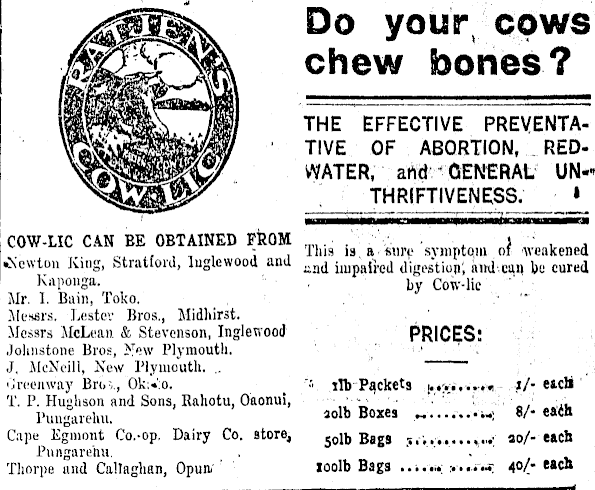 RATJEN'S
COW-LIC
COW-LIC CAN BE OBTAINED FROM
Newton King, Stratford, Inglewood and
Kaponga.
Mr. I. Bain, Toko.
Messrs. Lester Bros., Midhirst.
Messrs McLean & Stevenson, Inglewood
Johnstone Bros, New Plymouth.
J. McNeill, New Plymouth.
Greenway Bros.,
T. P. Hughson and Sons, Rahotu, Oaonui,
Pungarehu.
Cape Egmont Co.-op. Dairy Co. store,
Pungarehu.
Thorpe and Callaghan,
Do your cows
chew bones?
THE EFFECTIVE PREVENTA-
TIVE OF ABORTION, RED-
WATER, and GENERAL UN-
THRIFTIVENESS.
This is a sure symptom of weakened
and impaired digestion, and can be cured
by Cow-lic
PRICES:
1lb Packets .......... 1/- each
20lb Boxes .......... 8/- each
50lb Bags .......... 20/- each
100lb Bags .......... 40/- each